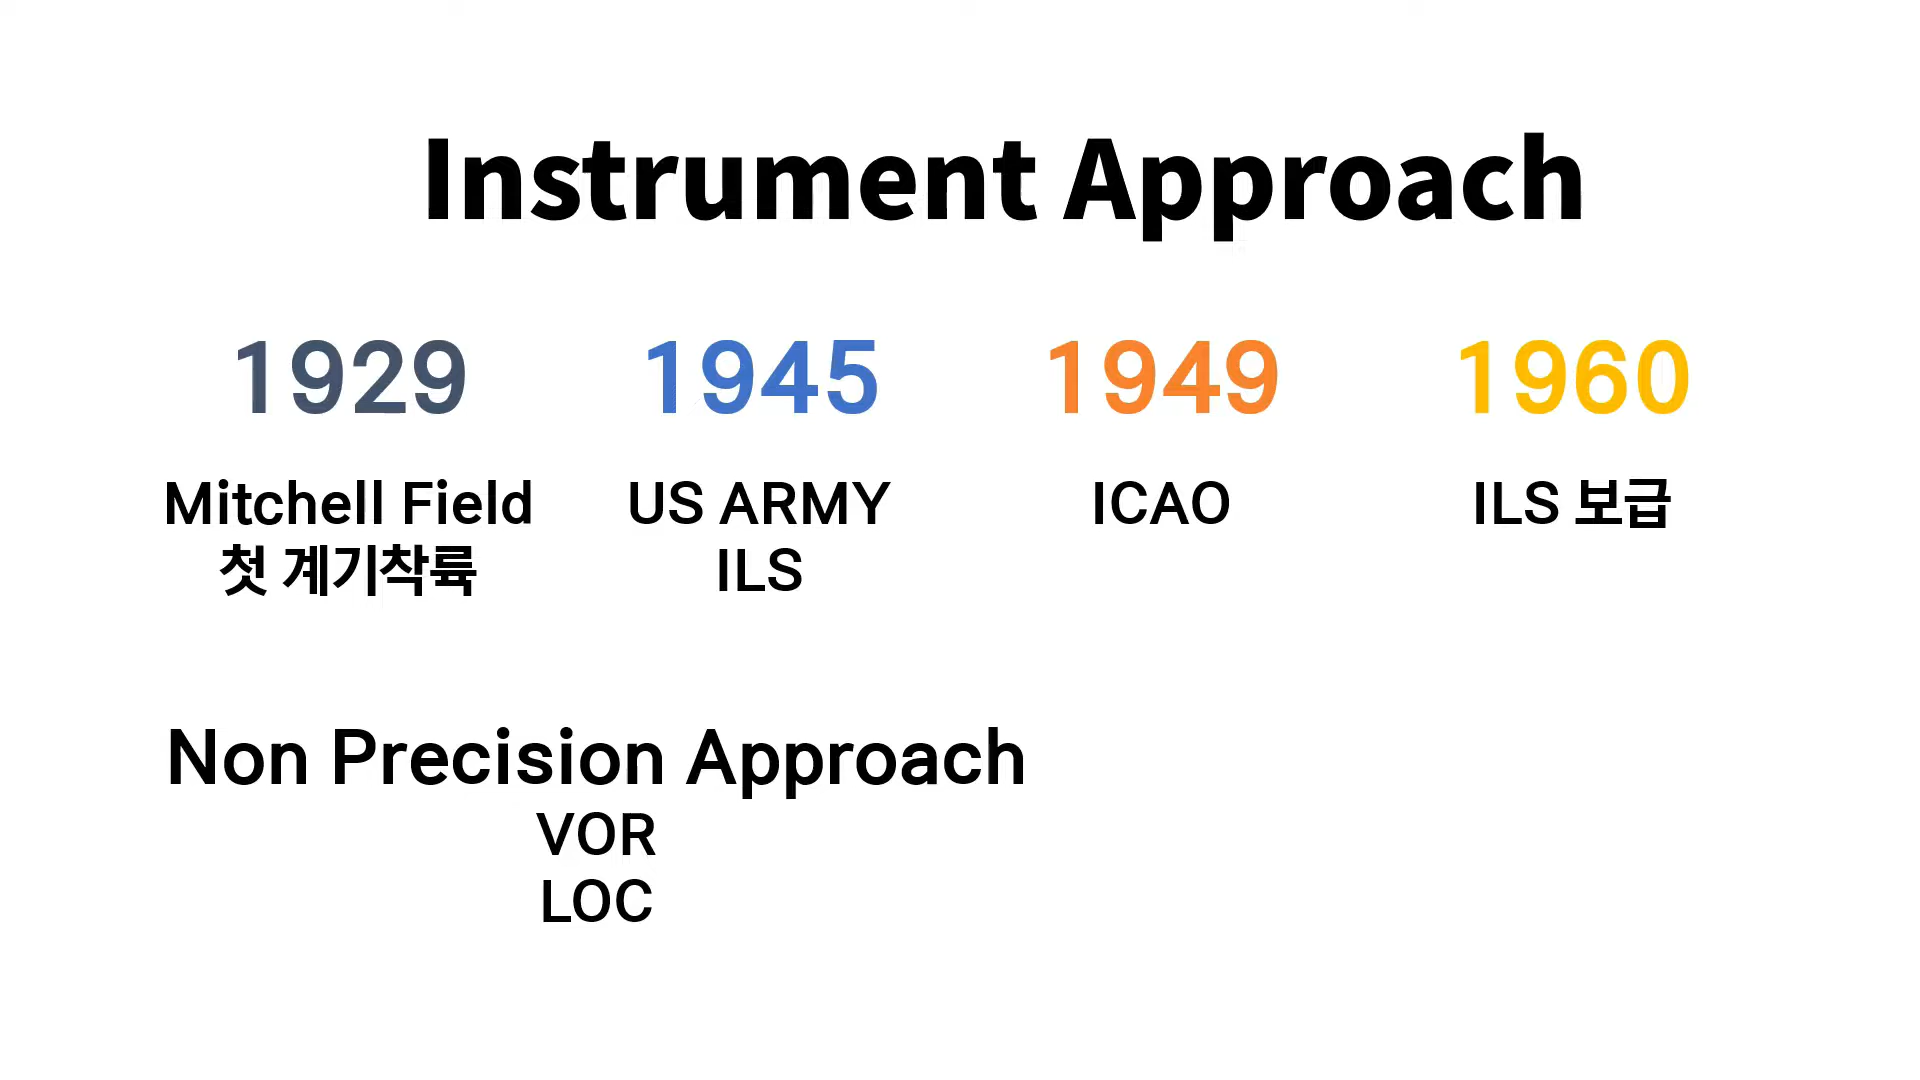 Instrument Approach
1929
Mitchell Field
첫 계기착륙
1945
US ARMY
ILS
1949
ICAO
1960
ILS 보급
Non Precision Approach
VOR
LOC